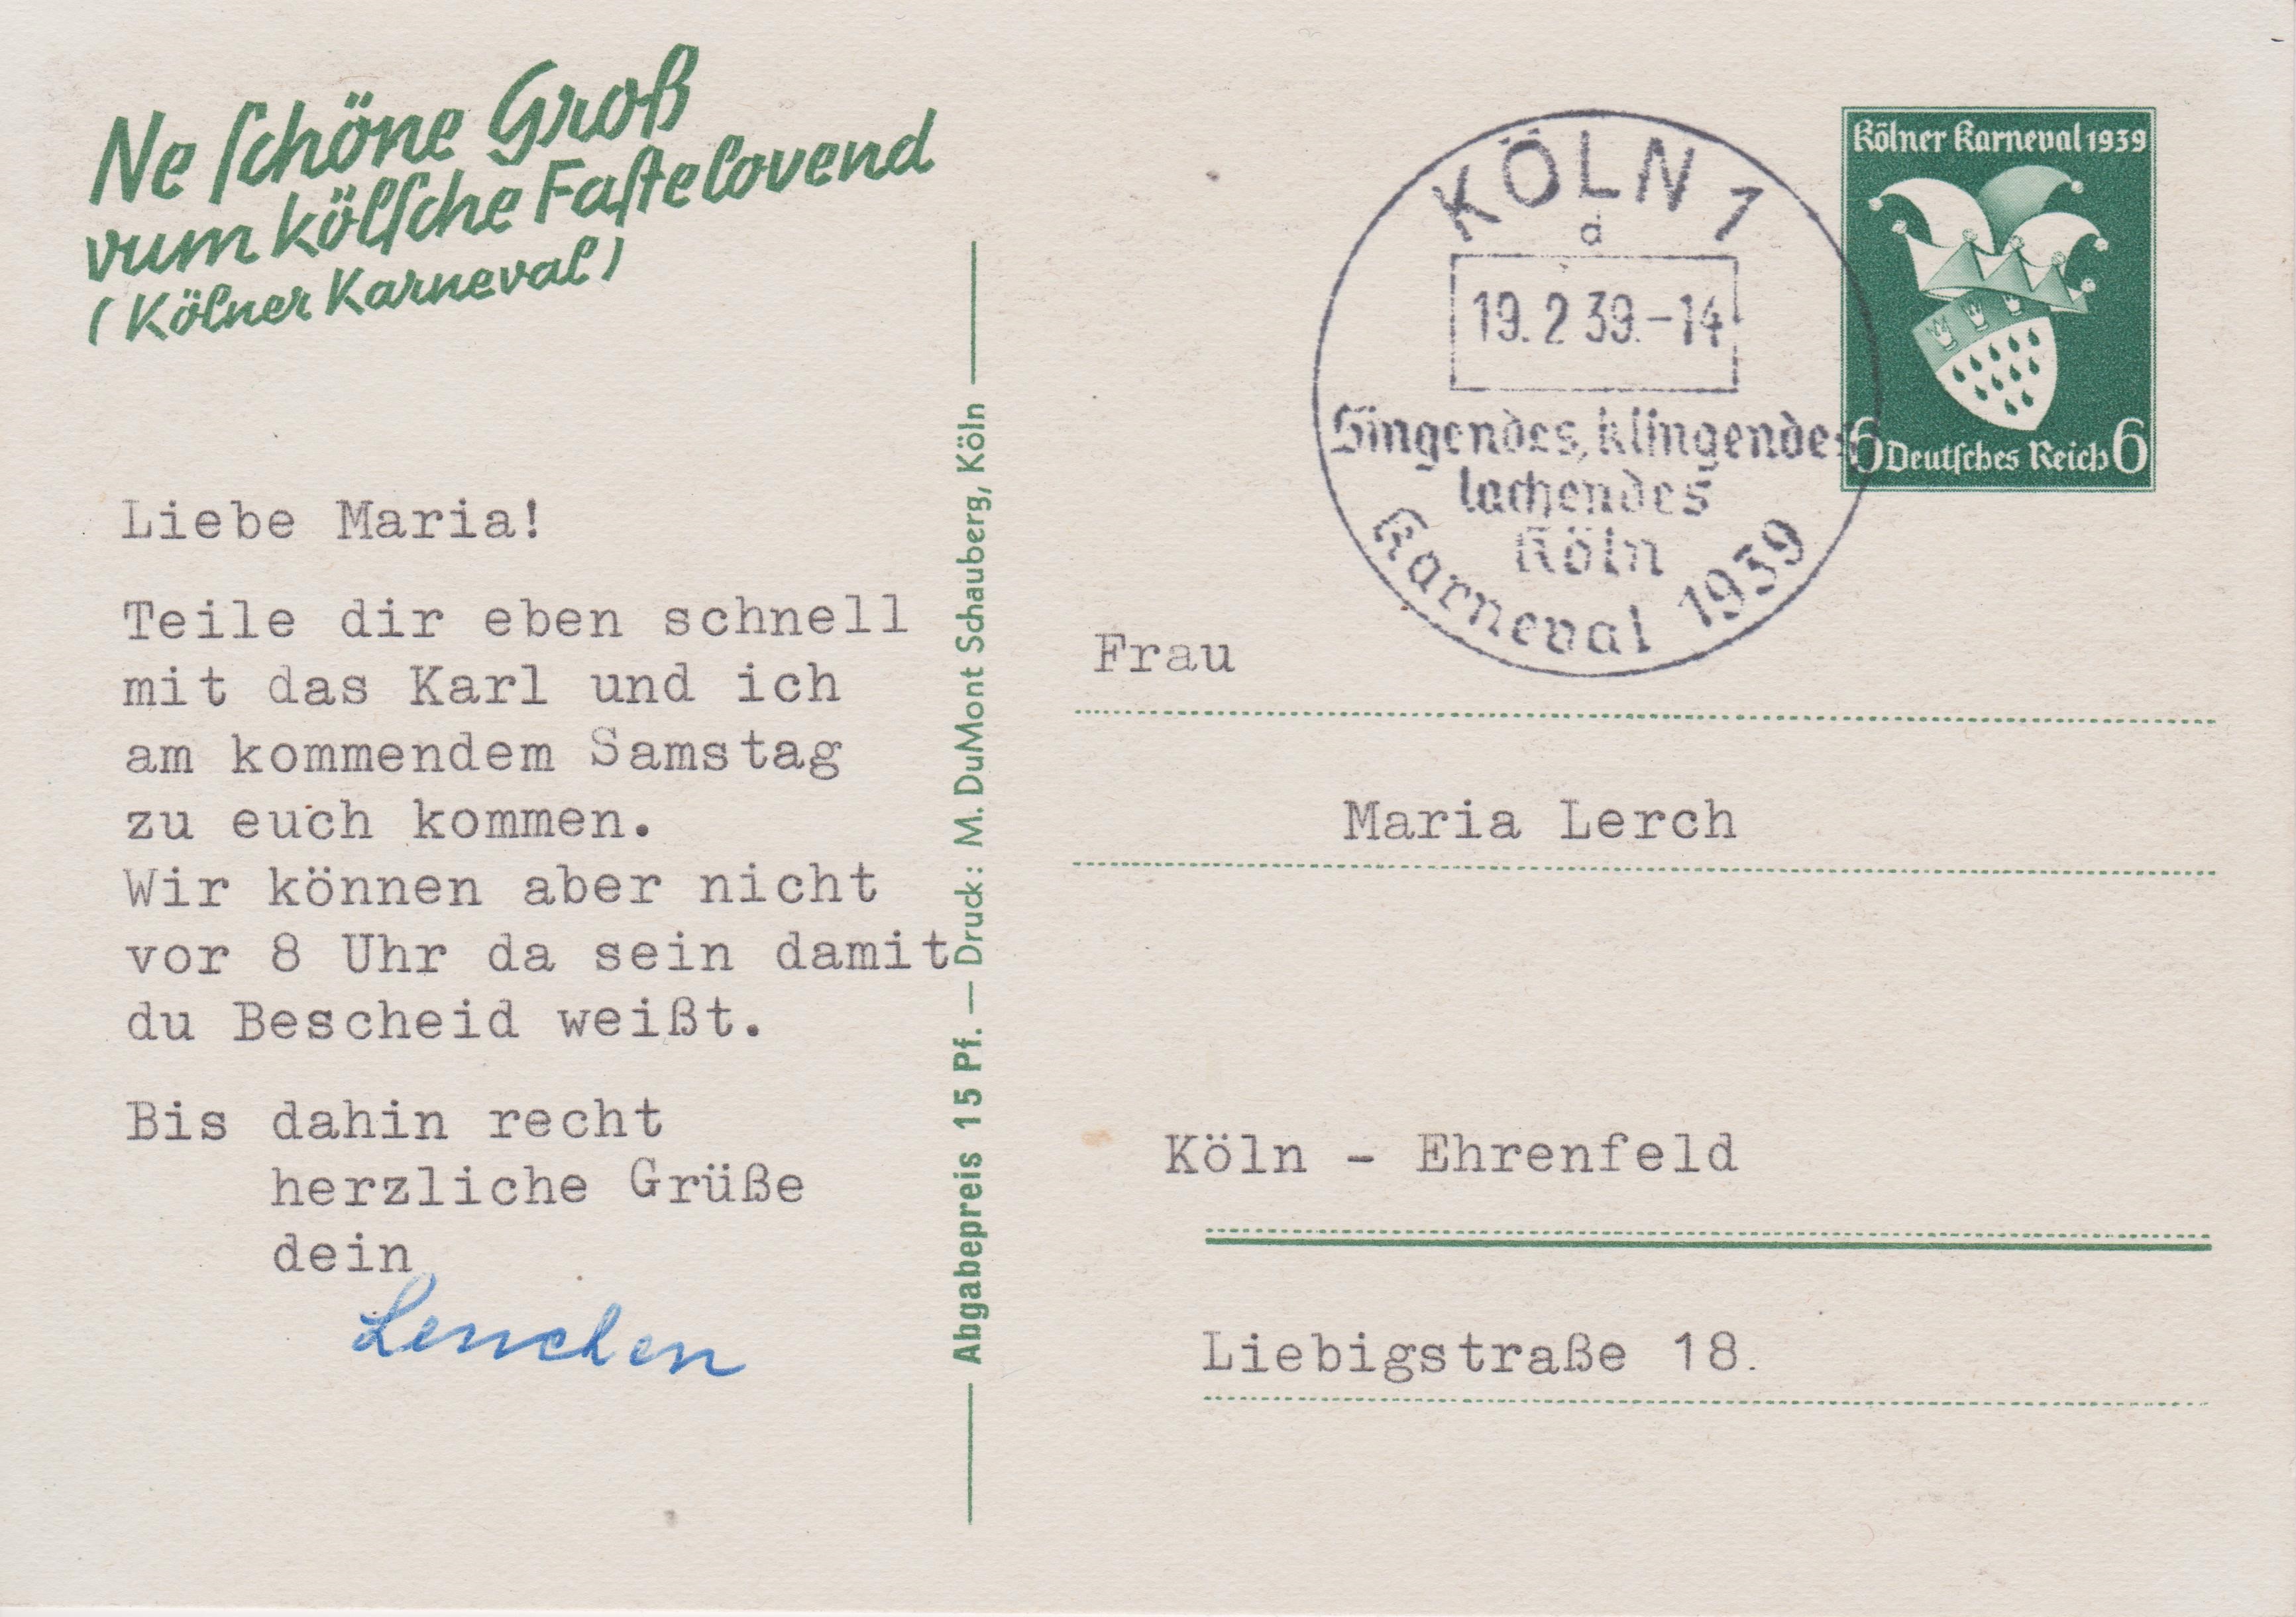 Ne schöne Groß
vum kölsche Fastelovend
(Kölner Karneval)
Liebe Maria!
Teile dir eben schnell
mit das Karl und ich
am kommendem Samstag
zu euch kommen.
Wir können aber nicht
vor 8 Uhr da sein damit
du Bescheid weißt.
Bis dahin recht
herzliche Grüße
dein
Lenchen
Abgabepreis 15 Pf. — Druck: M. DuMont Schauberg, Köln
KÖLN 1
d
19.2.39.-14
Singendes, klingendes
lachendes
Köln
Karneval 1939
Kölner Karneval 1939
6 Deutsches Reich 6
Frau
Maria Lerch
Köln - Ehrenfeld
Liebigstraße 18.